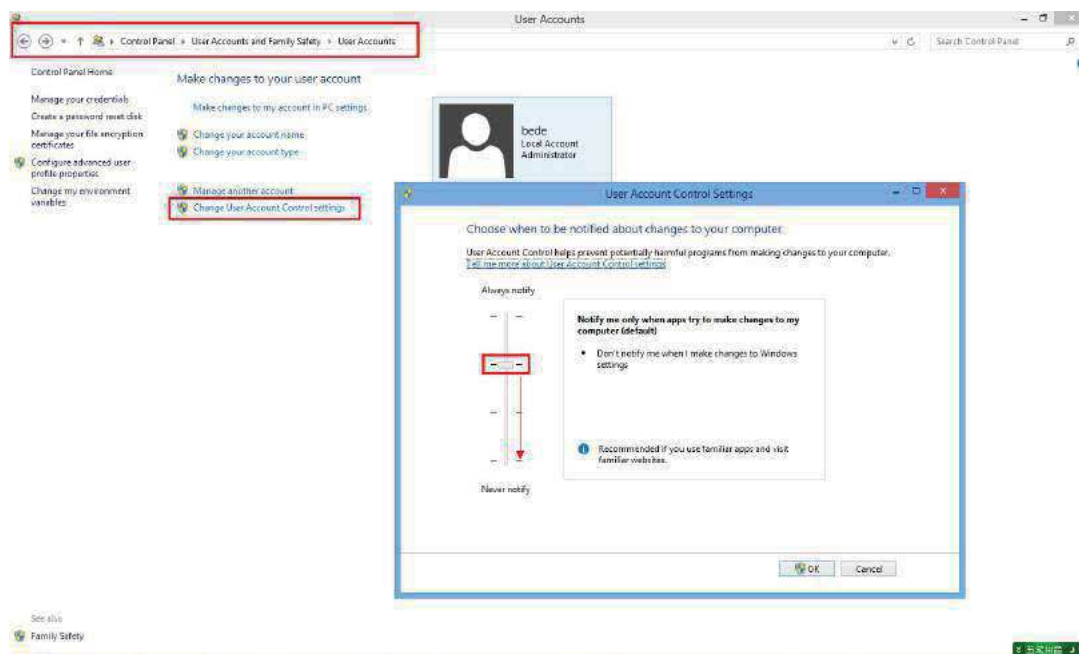 User Accounts
Control Panel ▸ User Accounts and Family Safety ▸ User Accounts
Search Control Panel
Control Panel Home
Manage your credentials
Create a password reset disk
Manage your file encryption
certificates
Configure advanced user
profile properties
Change my environment
variables
Make changes to your user account
Make changes to my account in PC settings
Change your account name
Change your account type
Manage another account
Change User Account Control settings
bede
Local Account
Administrator
User Account Control Settings
Choose when to be notified about changes to your computer
User Account Control helps prevent potentially harmful programs from making changes to your computer.
Tell me more about User Account Control settings
Always notify
Notify me only when apps try to make changes to my
computer (default)
• Don't notify me when I make changes to Windows
settings
Recommended if you use familiar apps and visit
familiar websites.
Never notify
OK
Cancel
See also
Family Safety